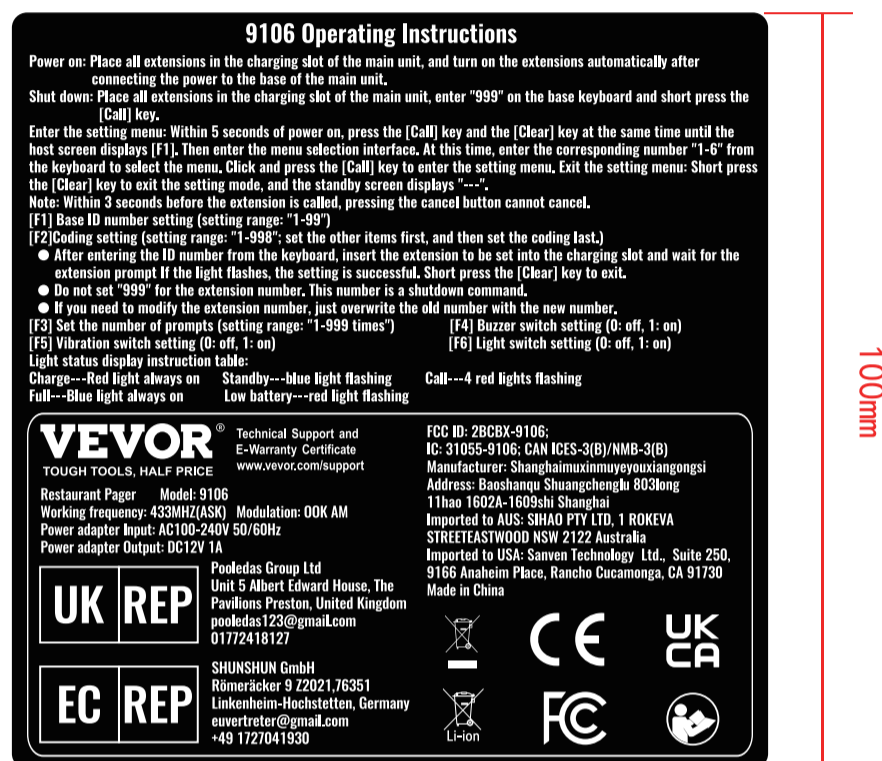 9106 Operating Instructions
Power on: Place all extensions in the charging slot of the main unit, and turn on the extensions automatically after
connecting the power to the base of the main unit.
Shut down: Place all extensions in the charging slot of the main unit, enter "999" on the base keyboard and short press the
[Call] key.
Enter the setting menu: Within 5 seconds of power on, press the [Call] key and the [Clear] key at the same time until the
host screen displays [F1]. Then enter the menu selection interface. At this time, enter the corresponding number "1-6" from
the keyboard to select the menu. Click and press the [Call] key to enter the setting menu. Exit the setting menu: Short press
the [Clear] key to exit the setting mode, and the standby screen displays "---".
Note: Within 3 seconds before the extension is called, pressing the cancel button cannot cancel.
[F1] Base ID number setting (setting range: "1-99")
[F2]Coding setting (setting range: "1-998"; set the other items first, and then set the coding last.)
● After entering the ID number from the keyboard, insert the extension to be set into the charging slot and wait for the
extension prompt If the light flashes, the setting is successful. Short press the [Clear] key to exit.
● Do not set "999" for the extension number. This number is a shutdown command.
● If you need to modify the extension number, just overwrite the old number with the new number.
[F3] Set the number of prompts (setting range: "1-999 times") [F4] Buzzer switch setting (0: off, 1: on)
[F5] Vibration switch setting (0: off, 1: on) [F6] Light switch setting (0: off, 1: on)
Light status display instruction table:
Charge---Red light always on Standby---blue light flashing Call---4 red lights flashing
Full---Blue light always on Low battery---red light flashing
VEVOR®
TOUGH TOOLS, HALF PRICE
Technical Support and
E-Warranty Certificate
www.vevor.com/support
Restaurant Pager Model: 9106
Working frequency: 433MHZ(ASK) Modulation: OOK AM
Power adapter Input: AC100-240V 50/60Hz
Power adapter Output: DC12V 1A
UK REP
Pooledas Group Ltd
Unit 5 Albert Edward House, The
Pavilions Preston, United Kingdom
pooledas123@gmail.com
01772418127
EC REP
SHUNSHUN GmbH
Römeräcker 9 Z2021,76351
Linkenheim-Hochstetten, Germany
euvertreter@gmail.com
+49 1727041930
FCC ID: 2BCBX-9106;
IC: 31055-9106; CAN ICES-3(B)/NMB-3(B)
Manufacturer: Shanghaimuxinmuyeyouxiangongsi
Address: Baoshanqu Shuangchenglu 803long
11hao 1602A-1609shi Shanghai
Imported to AUS: SIHAO PTY LTD, 1 ROKEVA
STREETEASTWOOD NSW 2122 Australia
Imported to USA: Sanven Technology Ltd., Suite 250,
9166 Anaheim Place, Rancho Cucamonga, CA 91730
Made in China
CE
UK
CA
Li-ion
FC
100mm